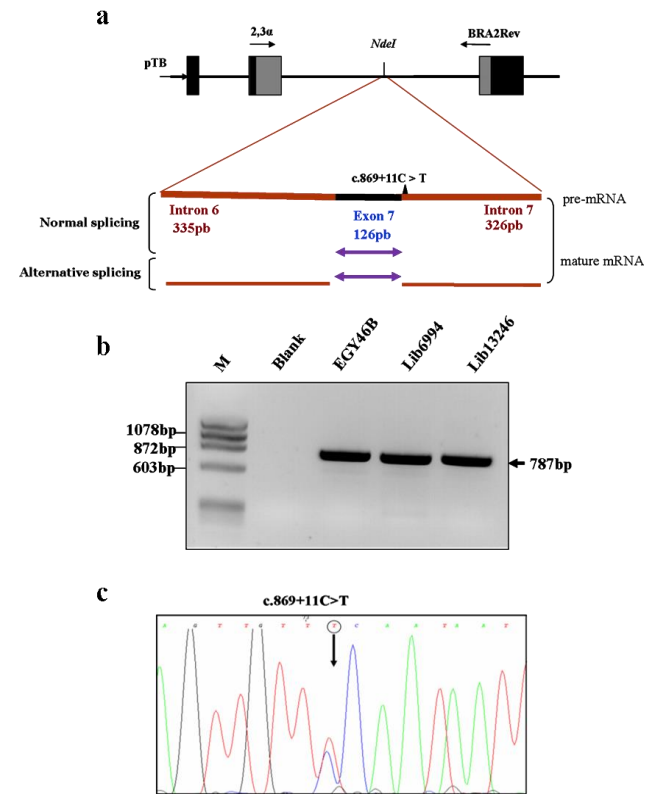 a
2,3α
NdeI
BRA2Rev
pTB
c.869+11C > T
pre-mRNA
Intron 6
335pb
Exon 7
126pb
Intron 7
326pb
Normal splicing
mature mRNA
Alternative splicing
b
M
Blank
EGY46B
Lib6994
Lib13246
1078bp
872bp
603bp
787bp
c
c.869+11C>T
G T T G T T T C A A T A A T